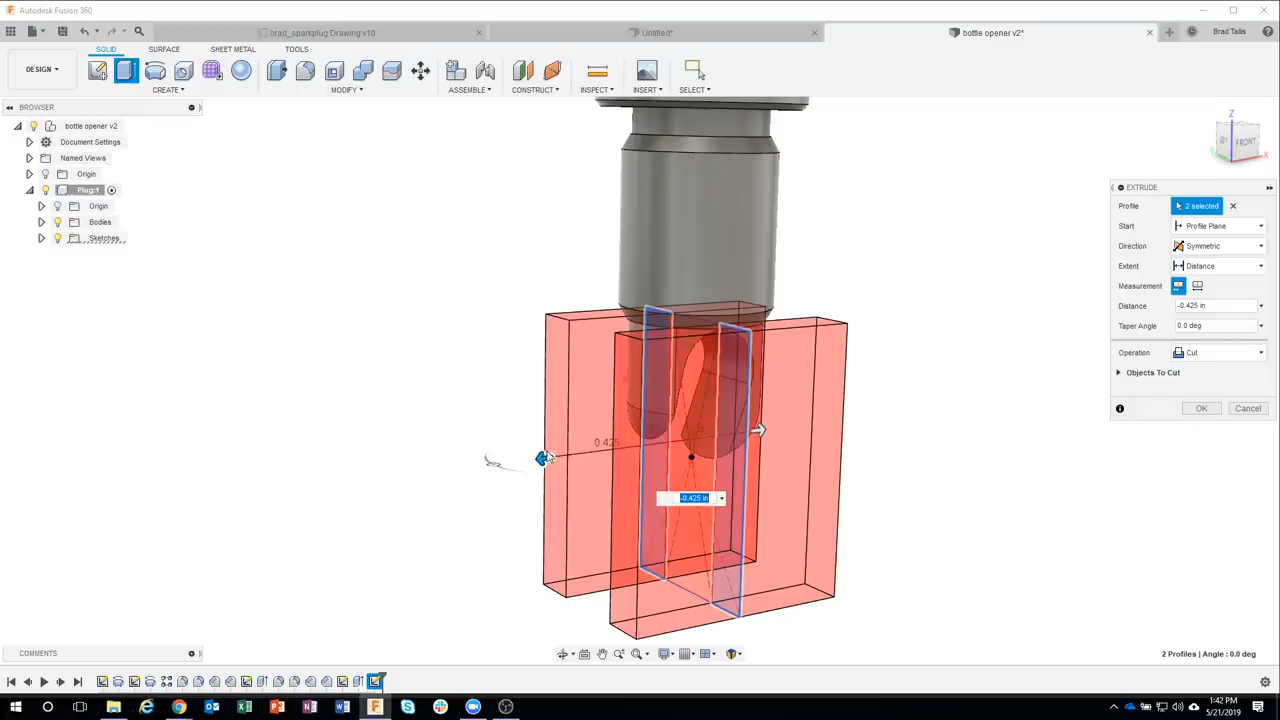 Autodesk Fusion 360
brad_sparkplug Drawing v10
Untitled*
bottle opener v2*
Brad Tallis
SOLID
SURFACE
SHEET METAL
TOOLS
DESIGN
CREATE
MODIFY
ASSEMBLE
CONSTRUCT
INSPECT
INSERT
SELECT
BROWSER
bottle opener v2
Document Settings
Named Views
Origin
Plug:1
Origin
Bodies
Sketches
Z
FRONT
X
EXTRUDE
Profile
2 selected
Start
Profile Plane
Direction
Symmetric
Extent
Distance
Measurement
Distance
-0.425 in
Taper Angle
0.0 deg
Operation
Cut
Objects To Cut
OK
Cancel
0.425
-0.425 in
COMMENTS
2 Profiles | Angle : 0.0 deg
1:42 PM
5/21/2019